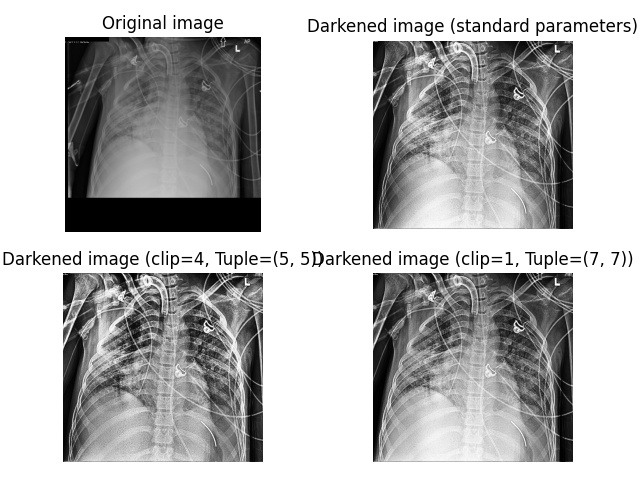 Original image
Darkened image (standard parameters)
L
L
Darkened image (clip=4, Tuple=(5, 5))
Darkened image (clip=1, Tuple=(7, 7))
L
L